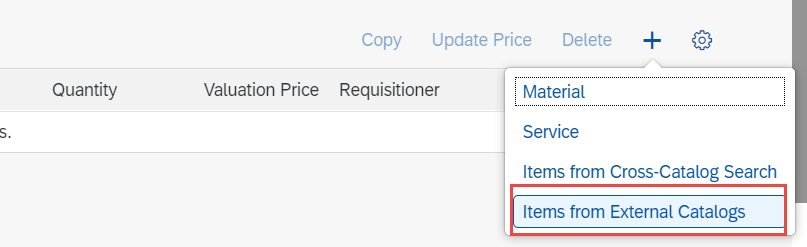 Copy Update Price Delete
Quantity Valuation Price Requisitioner
Material
s.
Service
Items from Cross-Catalog Search
Items from External Catalogs